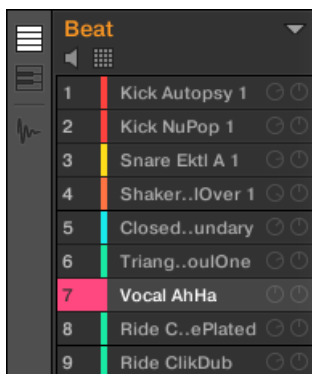 Beat
1 Kick Autopsy 1
2 Kick NuPop 1
3 Snare Ektl A 1
4 Shaker..lOver 1
5 Closed..undary
6 Triang..oulOne
7 Vocal AhHa
8 Ride C..ePlated
9 Ride ClikDub